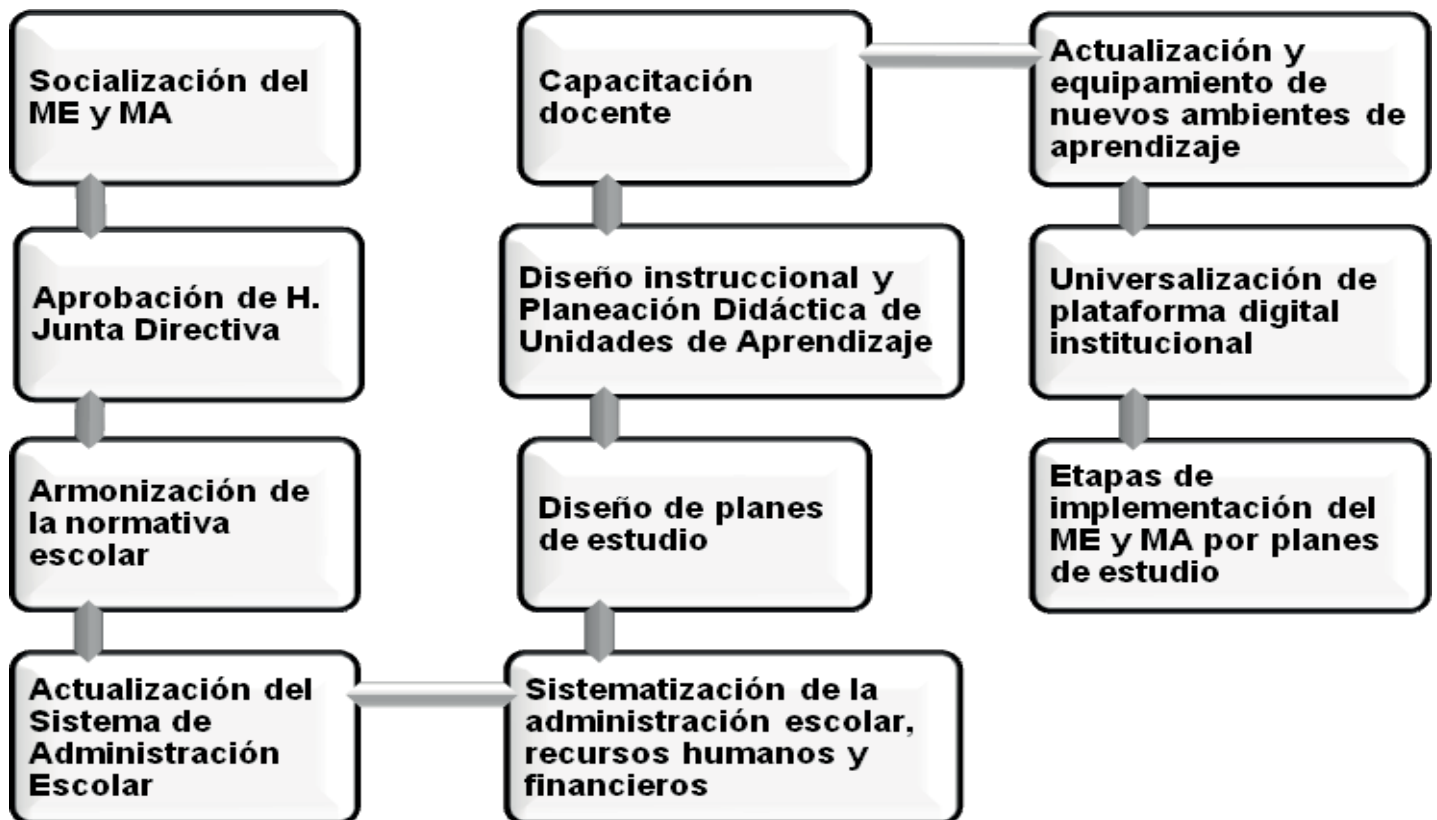 Socialización del
ME y MA
Aprobación de H.
Junta Directiva
Armonización de
la normativa
escolar
Actualización del
Sistema de
Administración
Escolar
Sistematización de la
administración escolar,
recursos humanos y
financieros
Diseño de planes
de estudio
Diseño instruccional y
Planeación Didáctica de
Unidades de Aprendizaje
Capacitación
docente
Actualización y
equipamiento de
nuevos ambientes de
aprendizaje
Universalización de
plataforma digital
institucional
Etapas de
implementación del
ME y MA por planes
de estudio